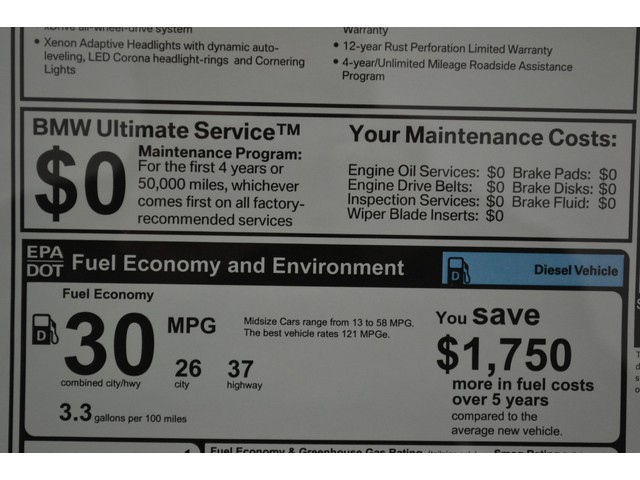 xDrive all-wheel-drive system
• Xenon Adaptive Headlights with dynamic auto-
leveling, LED Corona headlight-rings and Cornering
Lights
Warranty
• 12-year Rust Perforation Limited Warranty
• 4-year/Unlimited Mileage Roadside Assistance
Program
BMW Ultimate Service™
$0
Maintenance Program:
For the first 4 years or
50,000 miles, whichever
comes first on all factory-
recommended services
Your Maintenance Costs:
Engine Oil Services: $0 Brake Pads: $0
Engine Drive Belts: $0 Brake Disks: $0
Inspection Services: $0 Brake Fluid: $0
Wiper Blade Inserts: $0
EPA
DOT
Fuel Economy and Environment
D
Diesel Vehicle
Fuel Economy
D
30
MPG
combined city/hwy
26
city
37
highway
3.3 gallons per 100 miles
Midsize Cars range from 13 to 58 MPG.
The best vehicle rates 121 MPGe.
You save
$1,750
more in fuel costs
over 5 years
compared to the
average new vehicle.
Fuel Economy & Greenhouse Gas Rating